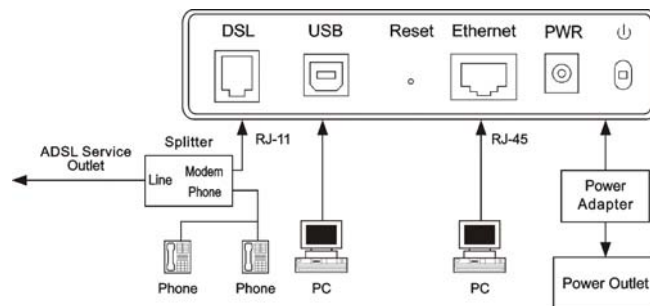 DSL
USB
Reset
Ethernet
PWR
Splitter
RJ-11
RJ-45
ADSL Service
Outlet
Line
Modem
Phone
Power
Adapter
Phone
Phone
PC
PC
Power Outlet